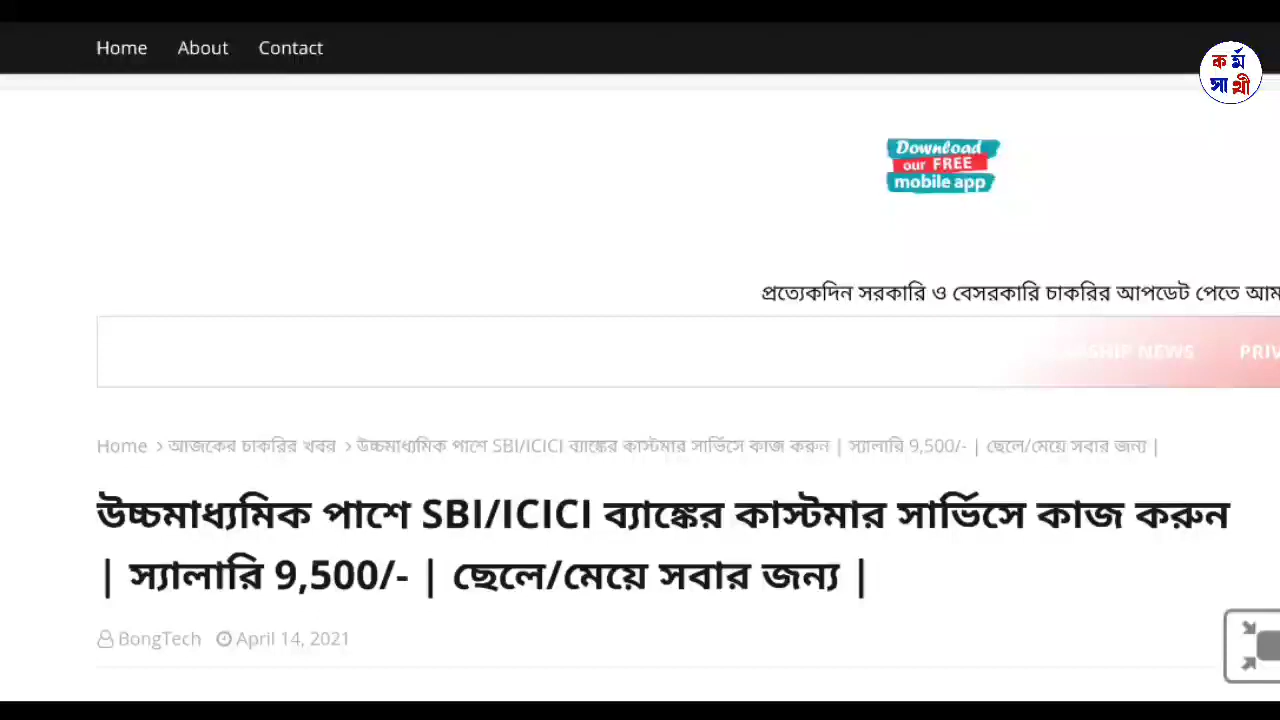 Home About Contact
কর্ম
সাথী
Download
our FREE
mobile app
প্রত্যেকদিন সরকারি ও বেসরকারি চাকরির আপডেট পেতে
SHIP NEWS
Home > আজকের চাকরির খবর > উচ্চমাধ্যমিক পাশে SBI/ICICI ব্যাঙ্কের কাস্টমার সার্ভিসে কাজ করুন | স্যালারি 9,500/- | ছেলে/মেয়ে সবার জন্য |
উচ্চমাধ্যমিক পাশে SBI/ICICI ব্যাঙ্কের কাস্টমার সার্ভিসে কাজ করুন
| স্যালারি 9,500/- | ছেলে/মেয়ে সবার জন্য |
BongTech April 14, 2021